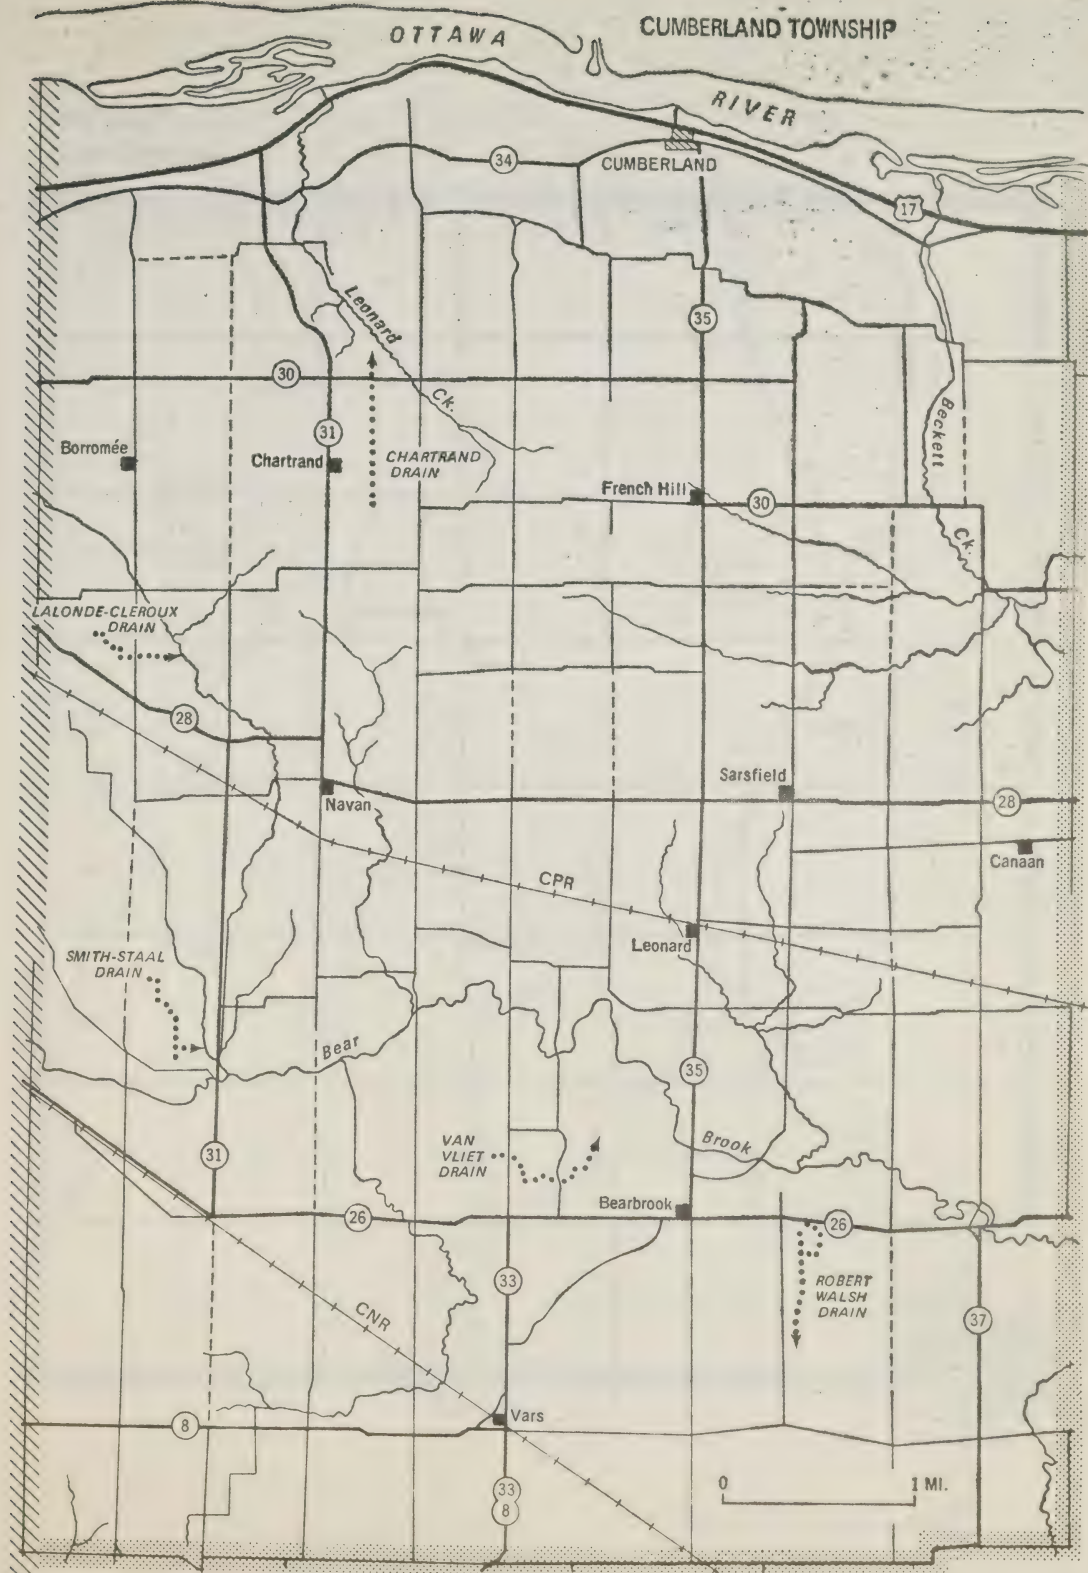 CUMBERLAND TOWNSHIP
OTTAWA
RIVER
34
CUMBERLAND
17
Leonard
35
30
Ck.
31
Borromée
Chartrand
CHARTRAND
DRAIN
Beckett
French Hill
30
Ck.
LALONDE-CLEROUX
DRAIN
28
Sarsfield
Navan
28
Canaan
CPR
Leonard
SMITH-STAAL
DRAIN
Bear
35
VAN
VLIET
DRAIN
Brook
31
Bearbrook
26
26
33
ROBERT
WALSH
DRAIN
CNR
37
Vars
8
0 1 MI.
33
8